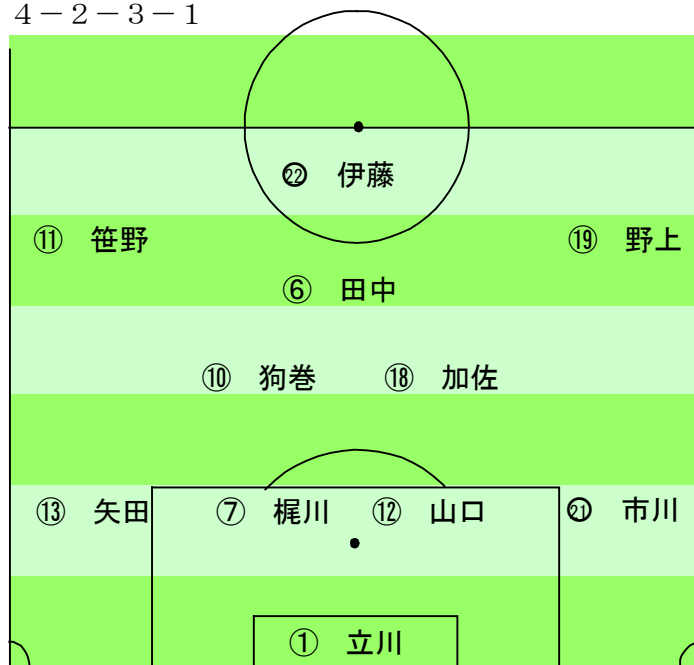 ４－２－３－１
㉒ 伊藤
⑪ 笹野 ⑲ 野上
⑥ 田中
⑩ 狗巻 ⑱ 加佐
⑬ 矢田 ⑦ 梶川 ⑫ 山口 ㉑ 市川
① 立川